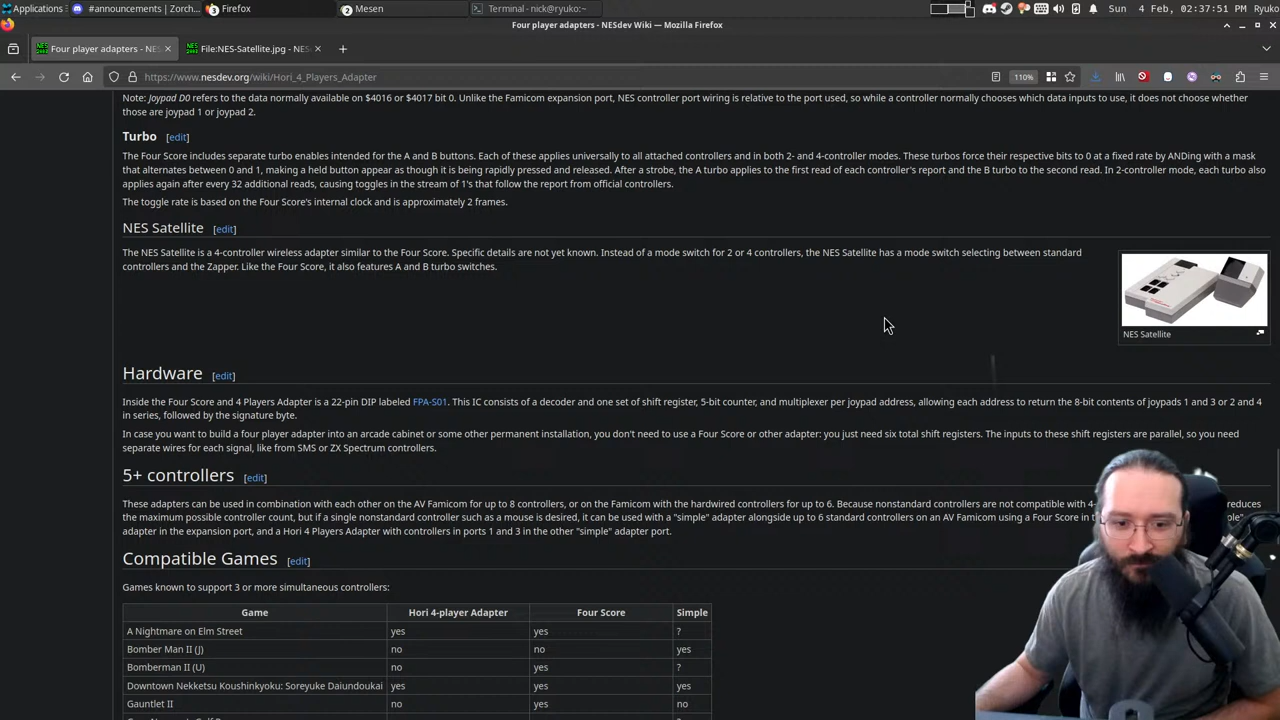 Applications
#announcements | Zorch...
Firefox
Mesen
Terminal - nick@ryuko:~
Sun 4 Feb, 02:37:51 PM Ryuko
Four player adapters - NESdev Wiki — Mozilla Firefox
Four player adapters - NES
File:NES-Satellite.jpg - NES
https://www.nesdev.org/wiki/Hori_4_Players_Adapter
110%
Note: Joypad D0 refers to the data normally available on $4016 or $4017 bit 0. Unlike the Famicom expansion port, NES controller port wiring is relative to the port used, so while a controller normally chooses which data inputs to use, it does not choose whether
those are joypad 1 or joypad 2.
Turbo [edit]
The Four Score includes separate turbo enables intended for the A and B buttons. Each of these applies universally to all attached controllers and in both 2- and 4-controller modes. These turbos force their respective bits to 0 at a fixed rate by ANDing with a mask
that alternates between 0 and 1, making a held button appear as though it is being rapidly pressed and released. After a strobe, the A turbo applies to the first read of each controller's report and the B turbo to the second read. In 2-controller mode, each turbo also
applies again after every 32 additional reads, causing toggles in the stream of 1's that follow the report from official controllers.
The toggle rate is based on the Four Score's internal clock and is approximately 2 frames.
NES Satellite [edit]
The NES Satellite is a 4-controller wireless adapter similar to the Four Score. Specific details are not yet known. Instead of a mode switch for 2 or 4 controllers, the NES Satellite has a mode switch selecting between standard
controllers and the Zapper. Like the Four Score, it also features A and B turbo switches.
NES Satellite
Hardware [edit]
Inside the Four Score and 4 Players Adapter is a 22-pin DIP labeled FPA-S01. This IC consists of a decoder and one set of shift register, 5-bit counter, and multiplexer per joypad address, allowing each address to return the 8-bit contents of joypads 1 and 3 or 2 and 4
in series, followed by the signature byte.
In case you want to build a four player adapter into an arcade cabinet or some other permanent installation, you don't need to use a Four Score or other adapter: you just need six total shift registers. The inputs to these shift registers are parallel, so you need
separate wires for each signal, like from SMS or ZX Spectrum controllers.
5+ controllers [edit]
These adapters can be used in combination with each other on the AV Famicom for up to 8 controllers, or on the Famicom with the hardwired controllers for up to 6. Because nonstandard controllers are not compatible with 4- reduces
the maximum possible controller count, but if a single nonstandard controller such as a mouse is desired, it can be used with a "simple" adapter alongside up to 6 standard controllers on an AV Famicom using a Four Score in
adapter in the expansion port, and a Hori 4 Players Adapter with controllers in ports 1 and 3 in the other "simple" adapter port.
Compatible Games [edit]
Games known to support 3 or more simultaneous controllers:
Game Hori 4-player Adapter Four Score Simple
A Nightmare on Elm Street yes yes ?
Bomber Man II (J) no no yes
Bomberman II (U) no yes ?
Downtown Nekketsu Koushinkyoku: Soreyuke Daiundoukai yes yes yes
Gauntlet II no yes no